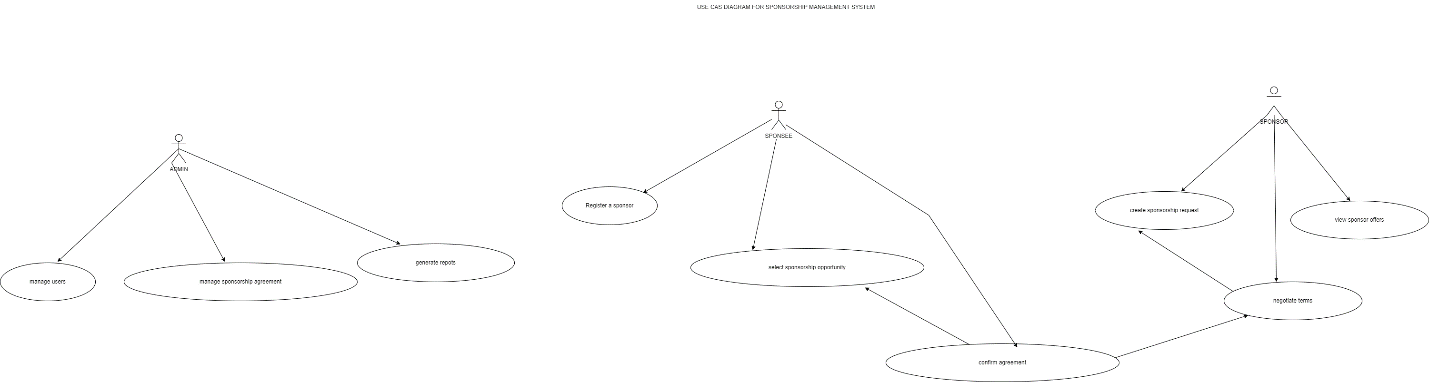 USE CAS DIAGRAM FOR SPONSORSHIP MANAGEMENT SYSTEM
SPONSOR
SPONSEE
ADMIN
Register a sponsor
create sponsorship request
view sponsor offers
generate repots
select sponsorship opportunity
manage users
manage sponsorship agreement
negotiate terms
confirm agreement